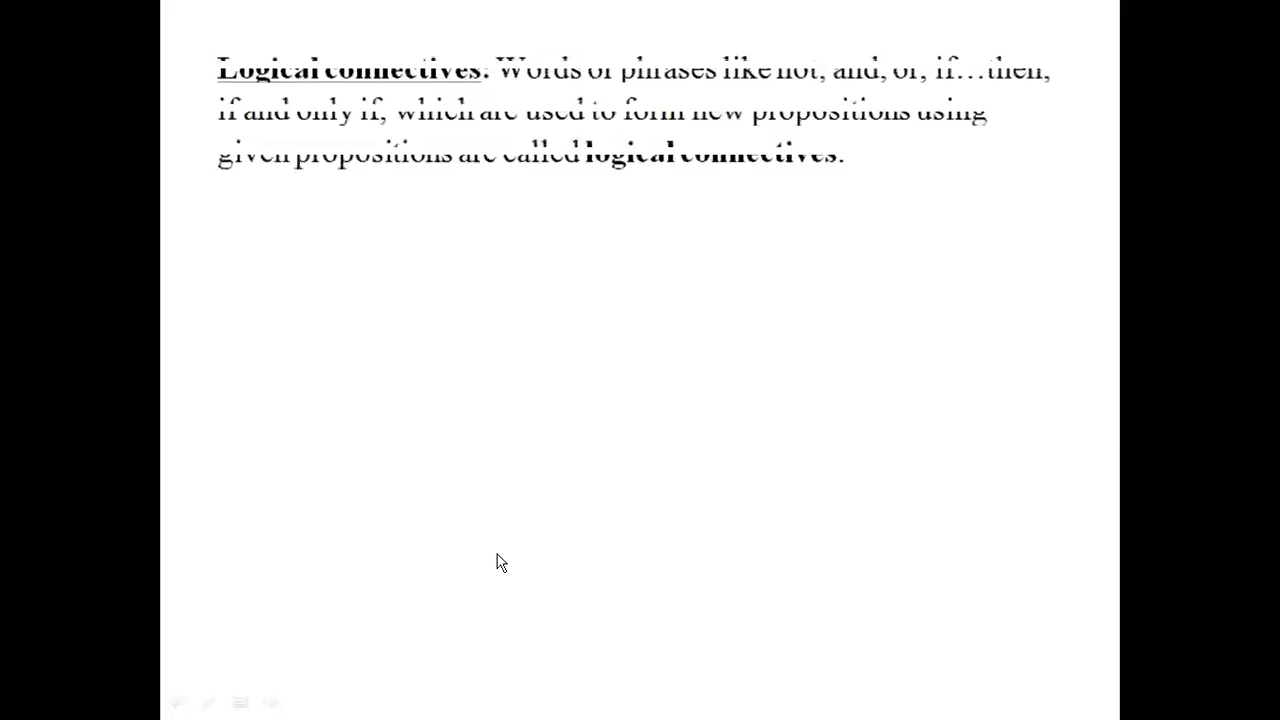 Logical connectives: Words or phrases like not, and, or, if…then,
if and only if, which are used to form new propositions using
given propositions are called logical connectives.